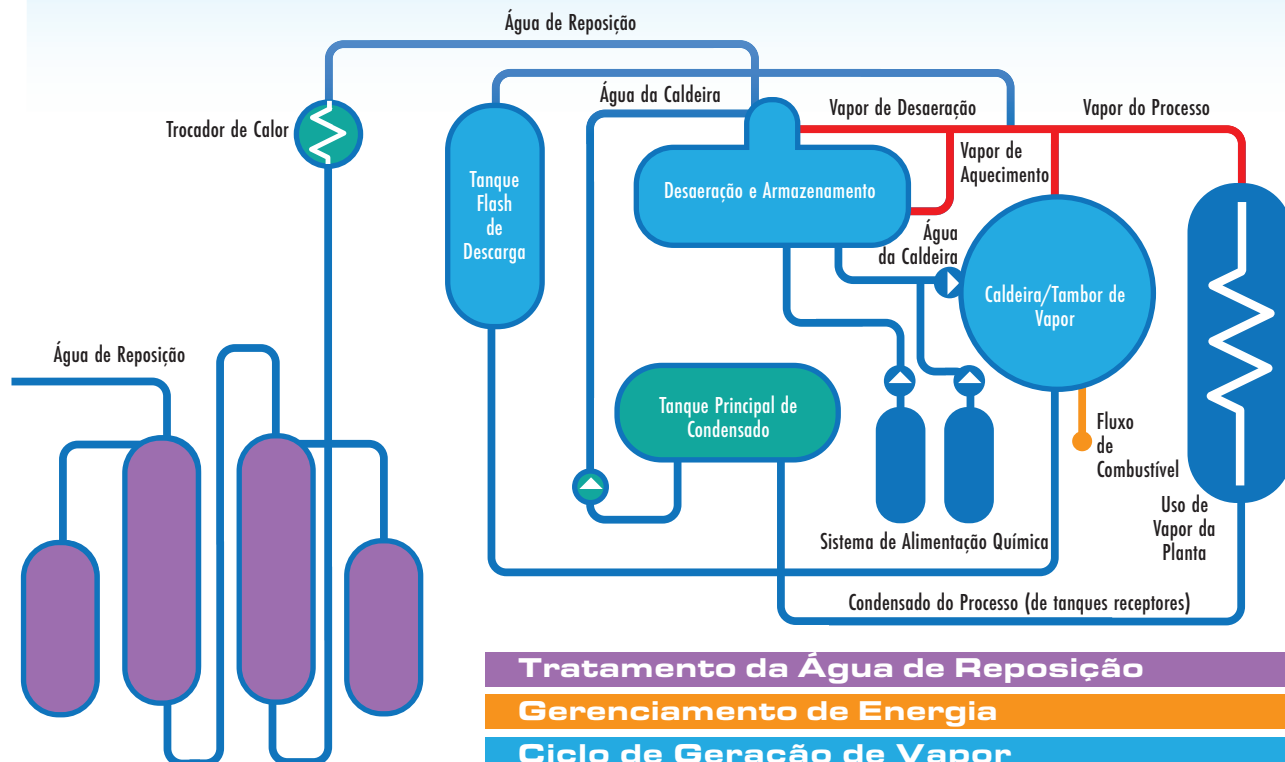 Água de Reposição
Água da Caldeira
Vapor de Desaeração
Vapor do Processo
Trocador de Calor
Vapor de
Aquecimento
Tanque
Flash
de
Descarga
Desaeração e Armazenamento
Água
da Caldeira
Caldeira/Tambor de
Vapor
Água de Reposição
Tanque Principal de
Condensado
Fluxo
de
Combustível
Uso de
Vapor da
Planta
Sistema de Alimentação Química
Condensado do Processo (de tanques receptores)
Tratamento da Água de Reposição
Gerenciamento de Energia
Ciclo de Geração de Vapor